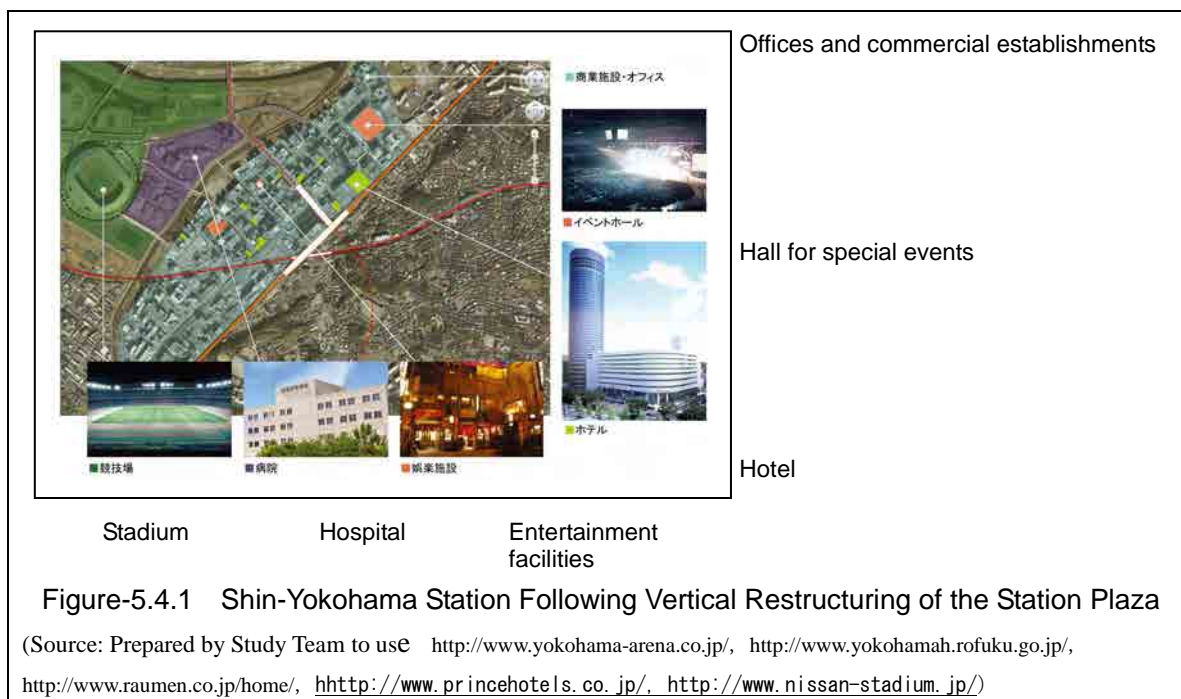 Offices and commercial establishments
■商業施設・オフィス
■イベントホール
Hall for special events
■ホテル
■競技場 ■病院 ■娯楽施設
Hotel
Stadium Hospital Entertainment
facilities
Figure-5.4.1 Shin-Yokohama Station Following Vertical Restructuring of the Station Plaza
(Source: Prepared by Study Team to use http://www.yokohama-arena.co.jp/, http://www.yokohamah.rofuku.go.jp/,
http://www.raumen.co.jp/home/, hhttp://www.princehotels.co.jp/, http://www.nissan-stadium.jp/)